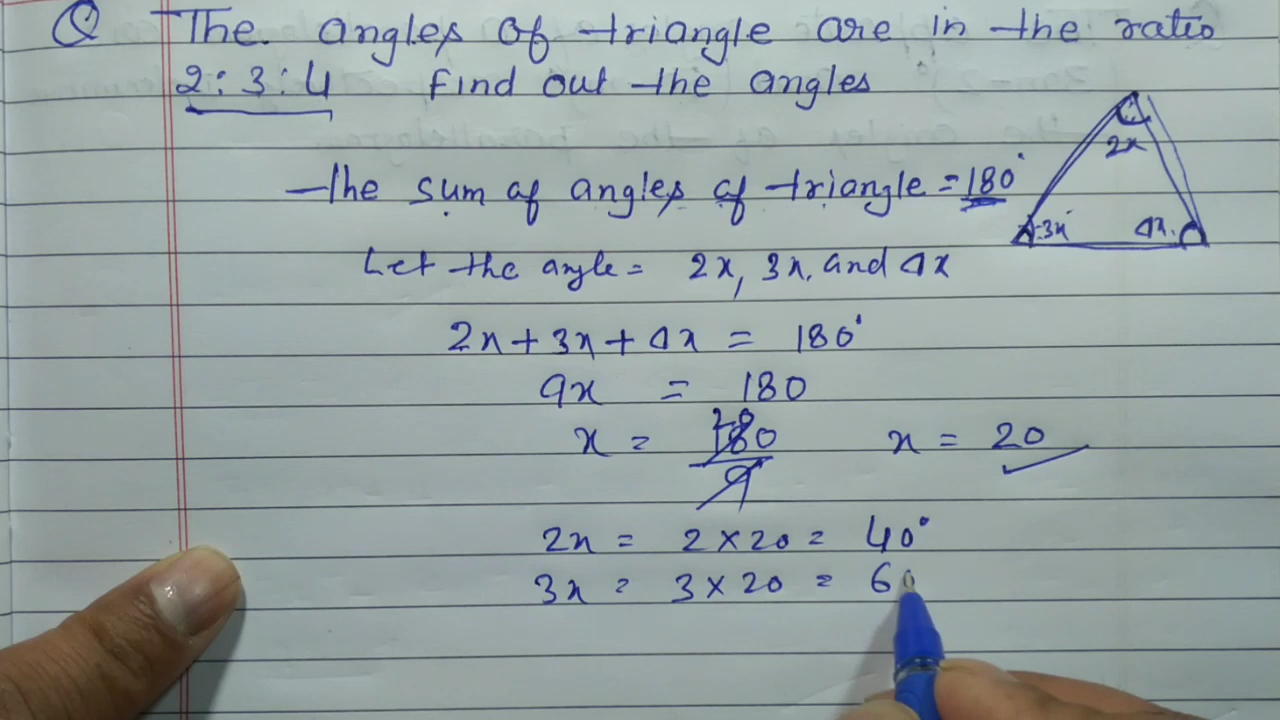 Q The angles of triangle are in the ratio
2 : 3 : 4 Find out the angles
The sum of angles of triangle = 180°
2x
3x 4x
Let the angle = 2x, 3x, and 4x
2x + 3x + 4x = 180°
9x = 180
x = 180/9 20 x = 20
2x = 2 × 20 = 40°
3x = 3 × 20 = 60